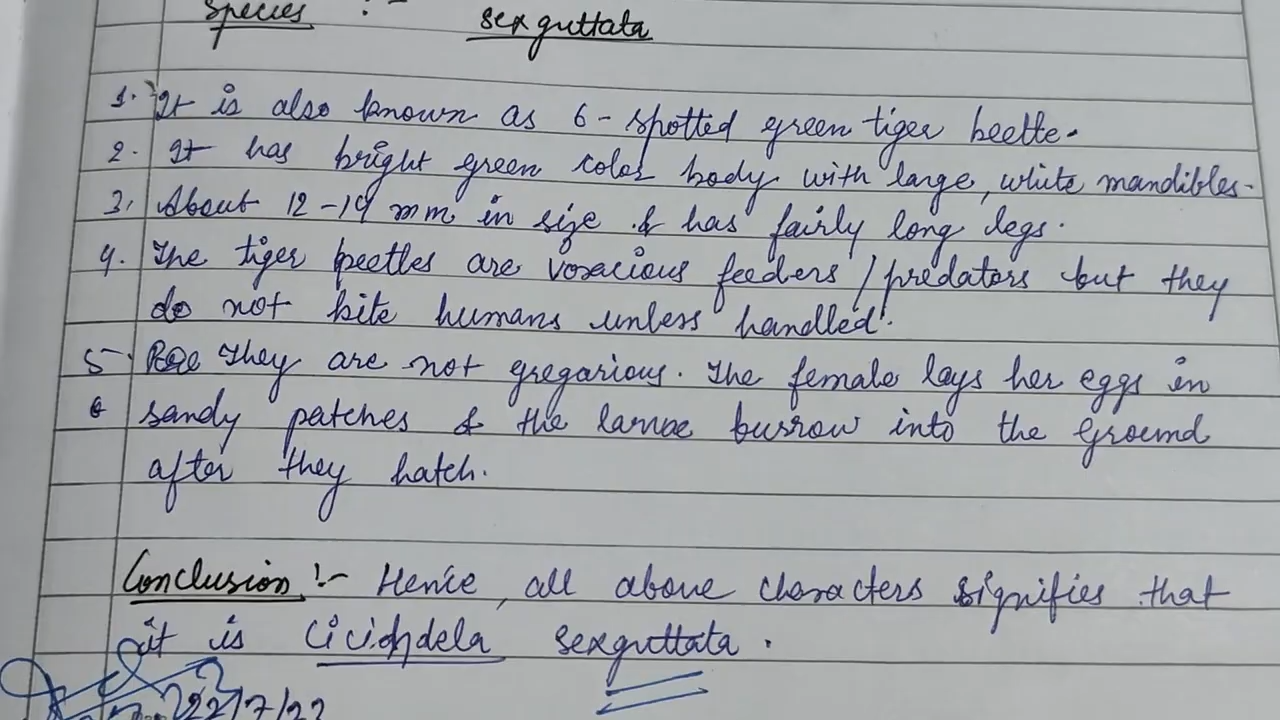 Species :- sexguttata
1. It is also known as 6-spotted green tiger beetle.
2. It has bright green color body with large, white mandibles.
3. About 12-14 mm in size & has fairly long legs.
4. The tiger beetles are voracious feeders/predators but they
do not bite humans unless handled.
5. They are not gregarious. The female lays her eggs in
6 sandy patches & the larvae burrow into the ground
after they hatch.
Conclusion :- Hence, all above characters signifies that
it is Cicindela sexguttata.
22/7/22